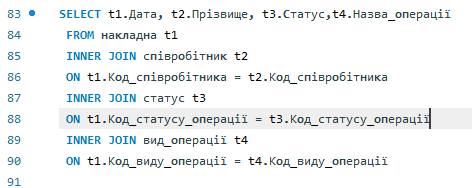 83 SELECT t1.Дата, t2.Прізвище, t3.Статус,t4.Назва_операції
84 FROM накладна t1
85 INNER JOIN співробітник t2
86 ON t1.Код_співробітника = t2.Код_співробітника
87 INNER JOIN статус t3
88 ON t1.Код_статусу_операції = t3.Код_статусу_операції
89 INNER JOIN вид_операції t4
90 ON t1.Код_виду_операції = t4.Код_виду_операції
91